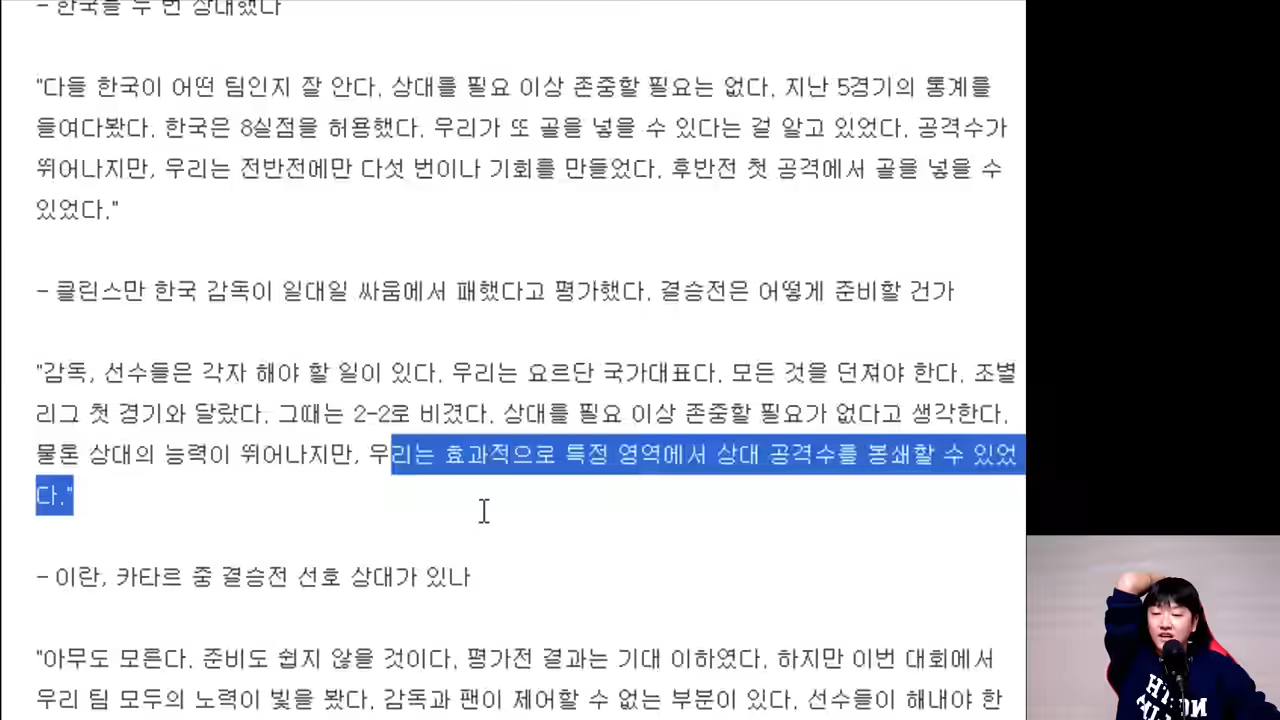 - 한국을 두 번 상대했다
"다들 한국이 어떤 팀인지 잘 안다. 상대를 필요 이상 존중할 필요는 없다. 지난 5경기의 통계를
들여다봤다. 한국은 8실점을 허용했다. 우리가 또 골을 넣을 수 있다는 걸 알고 있었다. 공격수가
뛰어나지만, 우리는 전반전에만 다섯 번이나 기회를 만들었다. 후반전 첫 공격에서 골을 넣을 수
있었다."
- 클린스만 한국 감독이 일대일 싸움에서 패했다고 평가했다. 결승전은 어떻게 준비할 건가
"감독, 선수들은 각자 해야 할 일이 있다. 우리는 요르단 국가대표다. 모든 것을 던져야 한다. 조별
리그 첫 경기와 달랐다. 그때는 2-2로 비겼다. 상대를 필요 이상 존중할 필요가 없다고 생각한다.
물론 상대의 능력이 뛰어나지만, 우리는 효과적으로 특정 영역에서 상대 공격수를 봉쇄할 수 있었
다."
- 이란, 카타르 중 결승전 선호 상대가 있나
"아무도 모른다. 준비도 쉽지 않을 것이다. 평가전 결과는 기대 이하였다. 하지만 이번 대회에서
우리 팀 모두의 노력이 빛을 봤다. 감독과 팬이 제어할 수 없는 부분이 있다. 선수들이 해내야 한